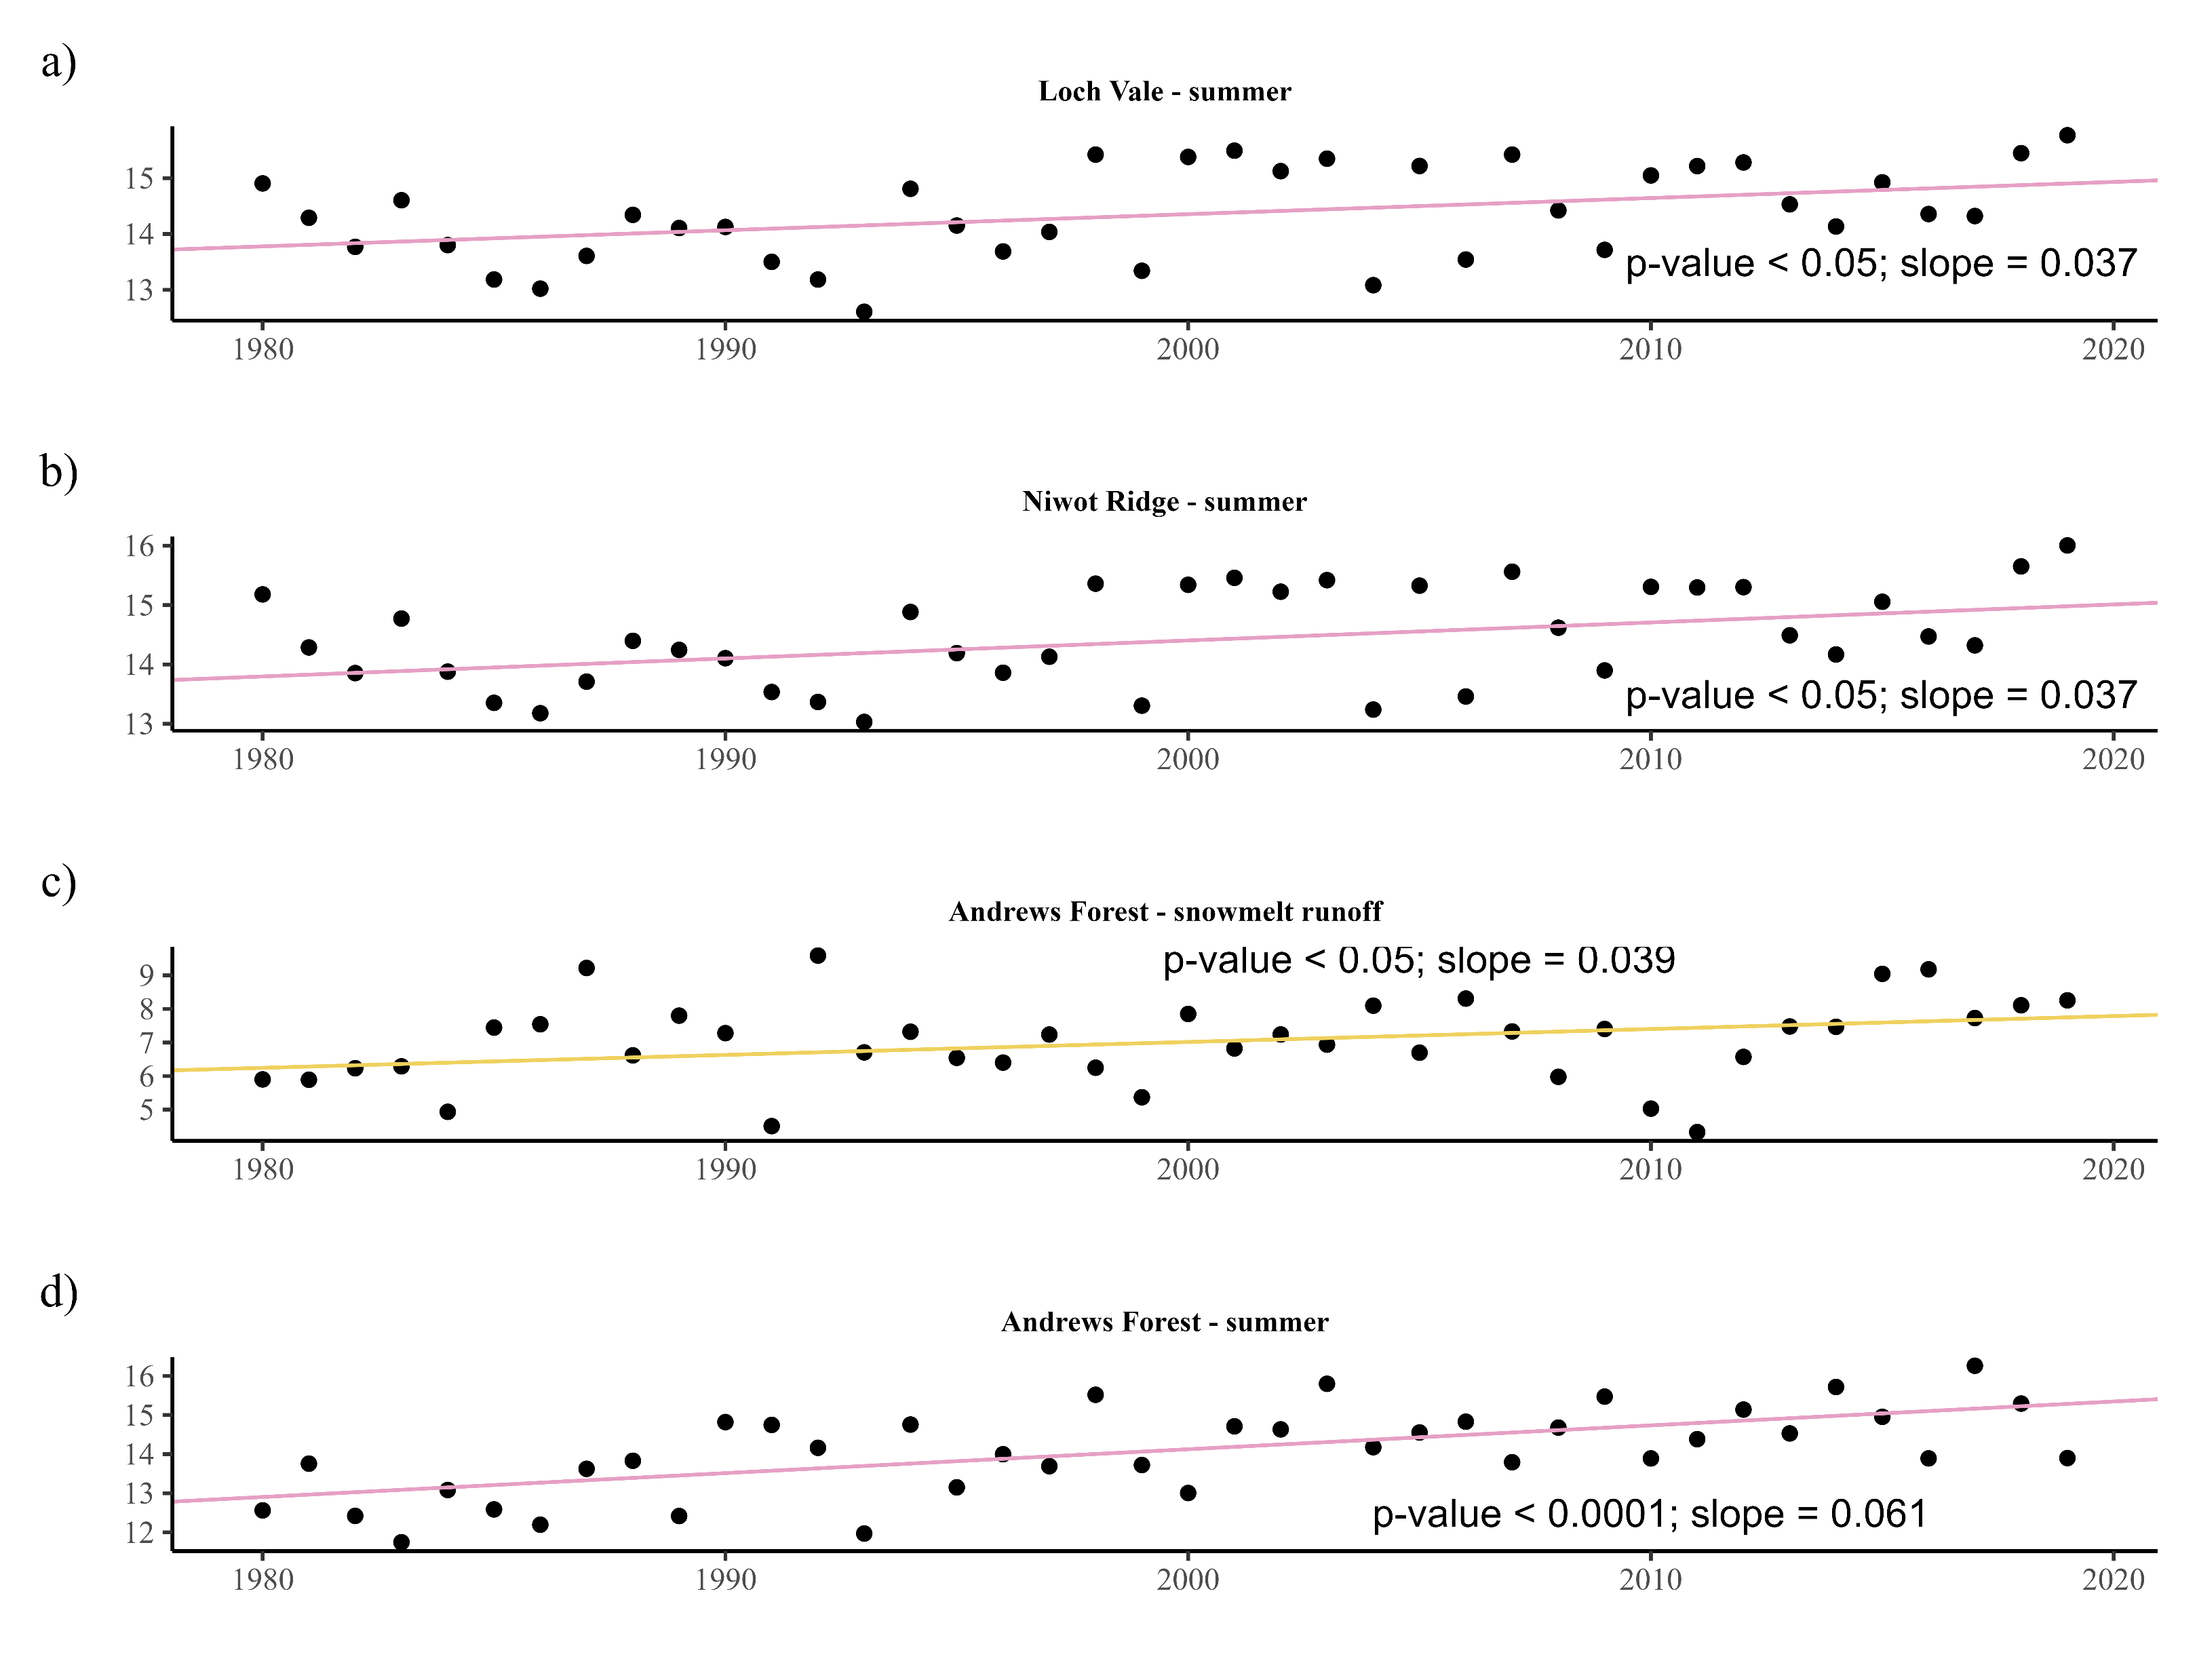 a)
Loch Vale - summer
15
14
13
p-value < 0.05; slope = 0.037
1980 1990 2000 2010 2020
b)
Niwot Ridge - summer
16
15
14
13
p-value < 0.05; slope = 0.037
1980 1990 2000 2010 2020
c)
Andrews Forest - snowmelt runoff
p-value < 0.05; slope = 0.039
9
8
7
6
5
1980 1990 2000 2010 2020
d)
Andrews Forest - summer
16
15
14
13
12
p-value < 0.0001; slope = 0.061
1980 1990 2000 2010 2020